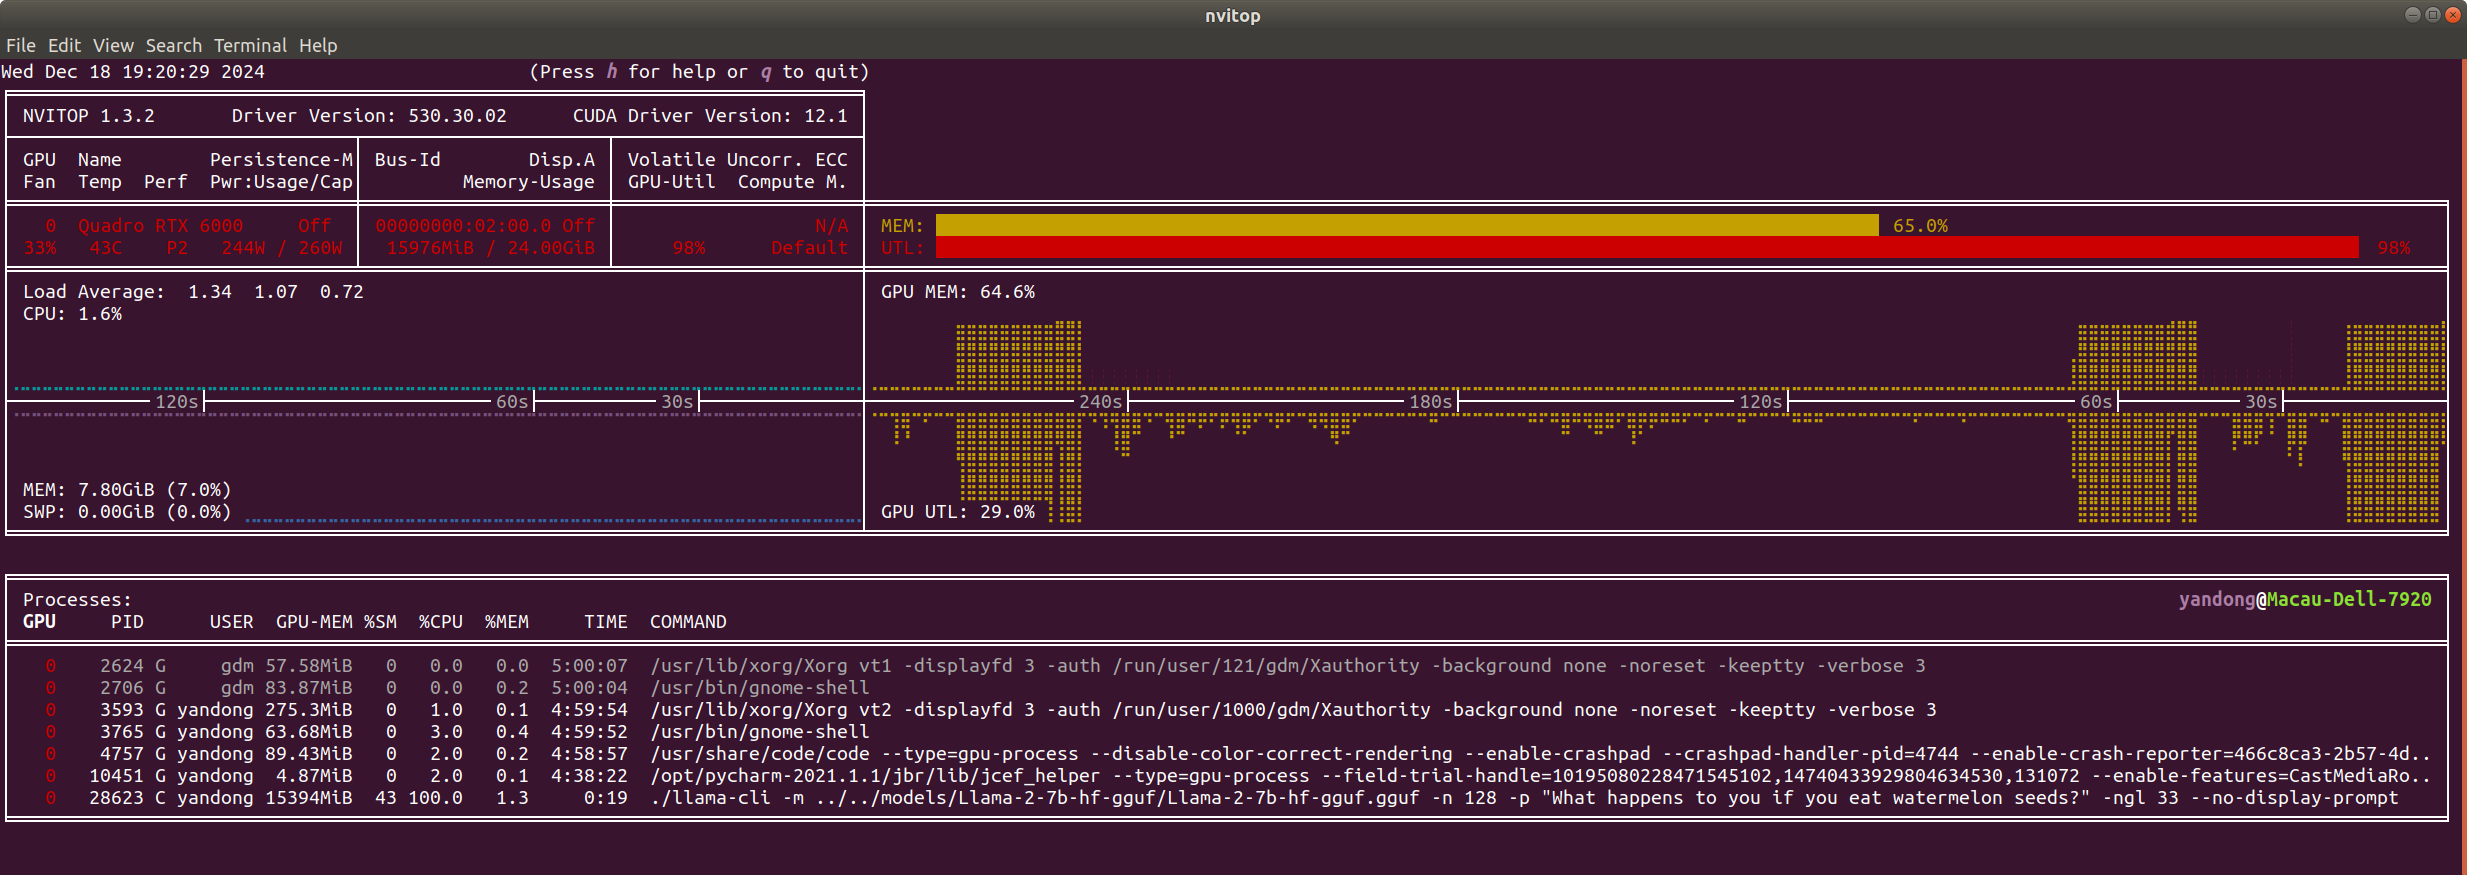 nvitop
File Edit View Search Terminal Help
Wed Dec 18 19:20:29 2024 (Press h for help or q to quit)
NVITOP 1.3.2 Driver Version: 530.30.02 CUDA Driver Version: 12.1
GPU Name Persistence-M Bus-Id Disp.A Volatile Uncorr. ECC
Fan Temp Perf Pwr:Usage/Cap Memory-Usage GPU-Util Compute M.
0 Quadro RTX 6000 Off 00000000:02:00.0 Off N/A MEM: 65.0%
33% 43C P2 244W / 260W 15976MiB / 24.00GiB 98% Default UTL: 98%
Load Average: 1.34 1.07 0.72 GPU MEM: 64.6%
CPU: 1.6%
120s 60s 30s 240s 180s 120s 60s 30s
MEM: 7.80GiB (7.0%)
SWP: 0.00GiB (0.0%) GPU UTL: 29.0%
Processes: yandong@Macau-Dell-7920
GPU PID USER GPU-MEM %SM %CPU %MEM TIME COMMAND
0 2624 G gdm 57.58MiB 0 0.0 0.0 5:00:07 /usr/lib/xorg/Xorg vt1 -displayfd 3 -auth /run/user/121/gdm/Xauthority -background none -noreset -keeptty -verbose 3
0 2706 G gdm 83.87MiB 0 0.0 0.2 5:00:04 /usr/bin/gnome-shell
0 3593 G yandong 275.3MiB 0 1.0 0.1 4:59:54 /usr/lib/xorg/Xorg vt2 -displayfd 3 -auth /run/user/1000/gdm/Xauthority -background none -noreset -keeptty -verbose 3
0 3765 G yandong 63.68MiB 0 3.0 0.4 4:59:52 /usr/bin/gnome-shell
0 4757 G yandong 89.43MiB 0 2.0 0.2 4:58:57 /usr/share/code/code --type=gpu-process --disable-color-correct-rendering --enable-crashpad --crashpad-handler-pid=4744 --enable-crash-reporter=466c8ca3-2b57-4d..
0 10451 G yandong 4.87MiB 0 2.0 0.1 4:38:22 /opt/pycharm-2021.1.1/jbr/lib/jcef_helper --type=gpu-process --field-trial-handle=10195080228471545102,14740433929804634530,131072 --enable-features=CastMediaRo..
0 28623 C yandong 15394MiB 43 100.0 1.3 0:19 ./llama-cli -m ../../models/Llama-2-7b-hf-gguf/Llama-2-7b-hf-gguf.gguf -n 128 -p "What happens to you if you eat watermelon seeds?" -ngl 33 --no-display-prompt